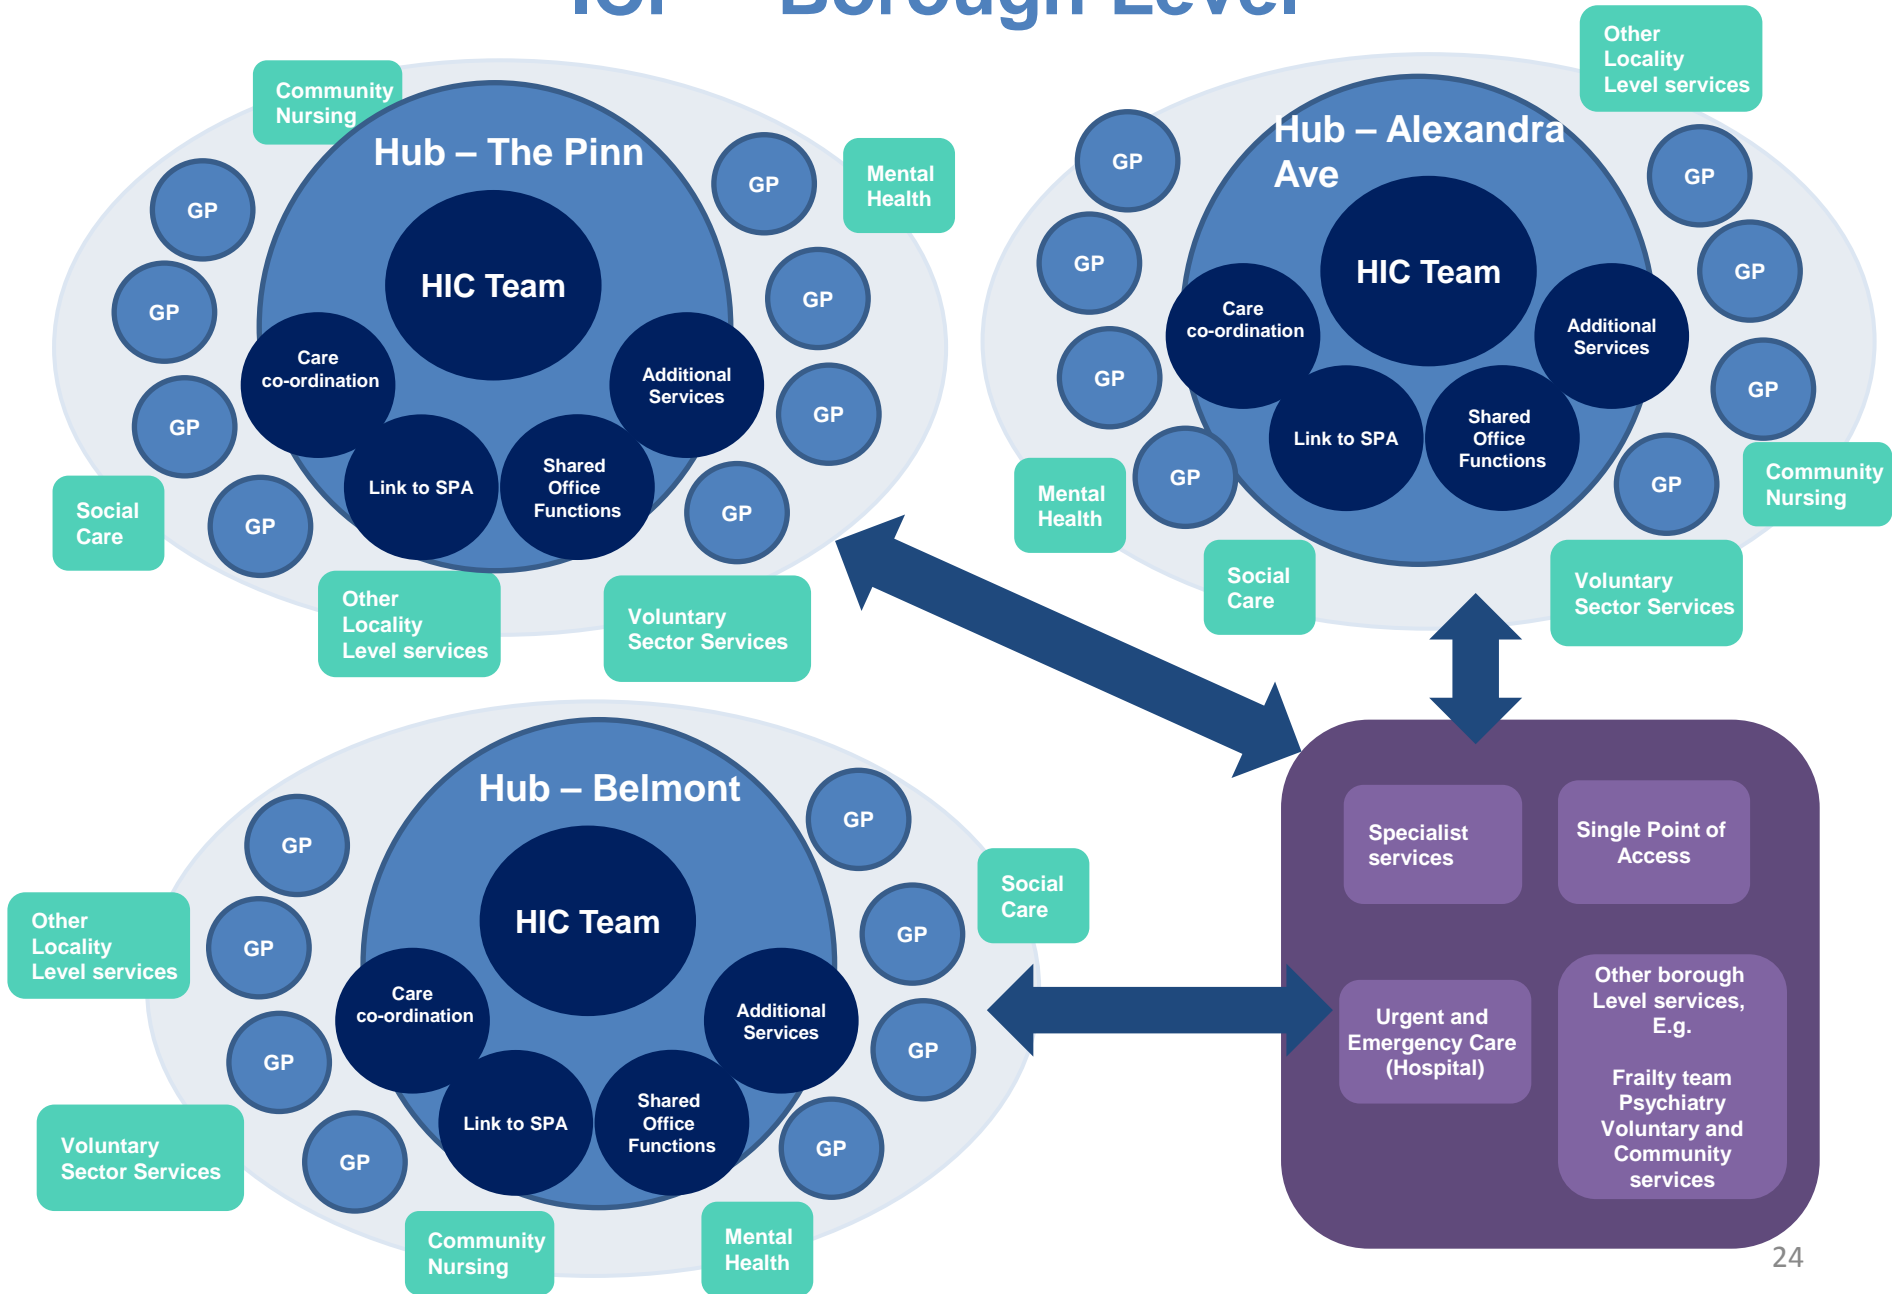 Borough Level
Community
Nursing
Hub – The Pinn
HIC Team
Care
co-ordination
Link to SPA
Shared
Office
Functions
Additional
Services
GP
GP
GP
GP
GP
GP
GP
GP
Mental
Health
Social
Care
Other
Locality
Level services
Voluntary
Sector Services
Other
Locality
Level services
Hub – Alexandra
Ave
HIC Team
Care
co-ordination
Link to SPA
Shared
Office
Functions
Additional
Services
GP
GP
GP
GP
GP
GP
GP
GP
Mental
Health
Social
Care
Voluntary
Sector Services
Community
Nursing
Hub – Belmont
HIC Team
Care
co-ordination
Link to SPA
Shared
Office
Functions
Additional
Services
GP
GP
GP
GP
GP
GP
GP
GP
Social
Care
Other
Locality
Level services
Voluntary
Sector Services
Community
Nursing
Mental
Health
Specialist
services
Single Point of
Access
Urgent and
Emergency Care
(Hospital)
Other borough
Level services,
E.g.
Frailty team
Psychiatry
Voluntary and
Community
services
24